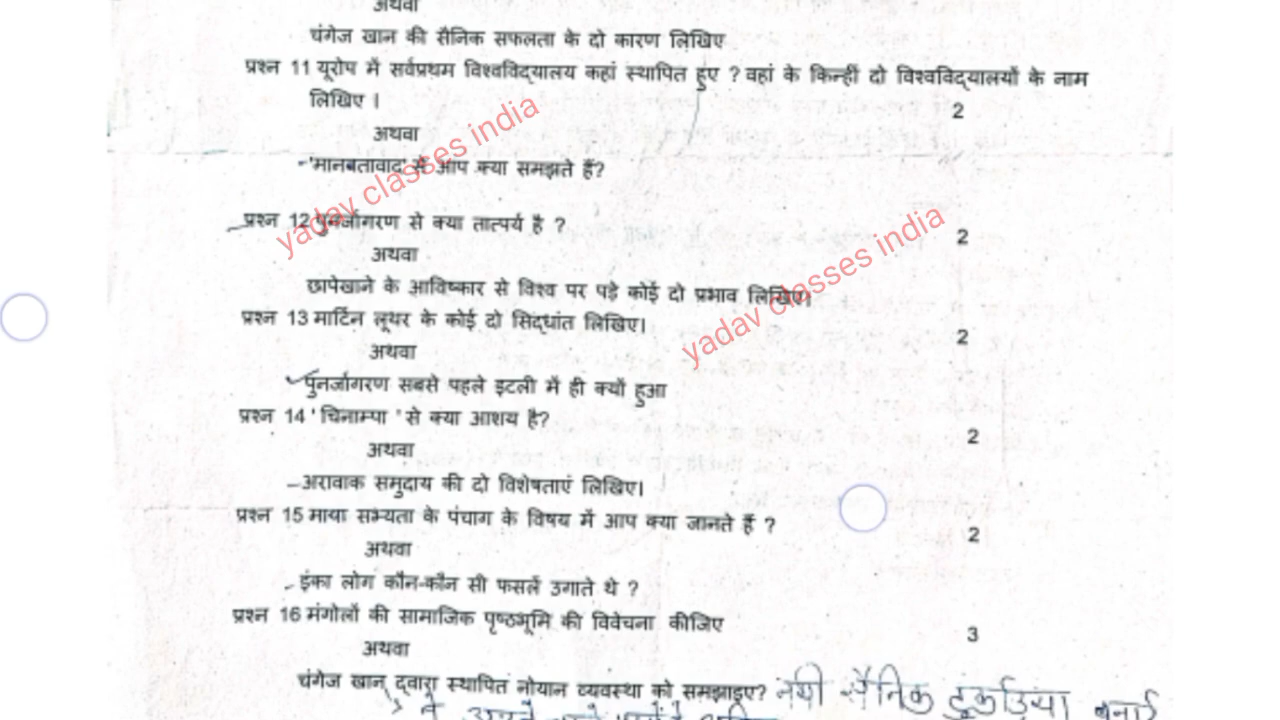 अथवा
चंगेज खान की सैनिक सफलता के दो कारण लिखिए
प्रश्न 11 यूरोप में सर्वप्रथम विश्वविद्यालय कहां स्थापित हुए ? वहां के किन्हीं दो विश्वविद्यालयों के नाम
लिखिए ।
2
अथवा
'मानबतावाद' से आप क्या समझते हैं?
yadav classes india
प्रश्न 12 पुनर्जागरण से क्या तात्पर्य है ?
2
अथवा
छापेखाने के आविष्कार से विश्व पर पड़े कोई दो प्रभाव लिखिए।
yadav classes india
प्रश्न 13 मार्टिन लूथर के कोई दो सिद्धांत लिखिए।
2
अथवा
पुनर्जागरण सबसे पहले इटली में ही क्यों हुआ
प्रश्न 14 ' चिनाम्पा ' से क्या आशय है?
2
अथवा
अरावाक समुदाय की दो विशेषताएं लिखिए।
प्रश्न 15 माया सभ्यता के पंचाग के विषय में आप क्या जानते हैं ?
2
अथवा
इंका लोग कौन-कौन सी फसलें उगाते थे ?
प्रश्न 16 मंगोलों की सामाजिक पृष्ठभूमि की विवेचना कीजिए
3
अथवा
चंगेज खान द्वारा स्थापित नोयान व्यवस्था को समझाइए? नयी सैनिक टुकड़िया बनाई